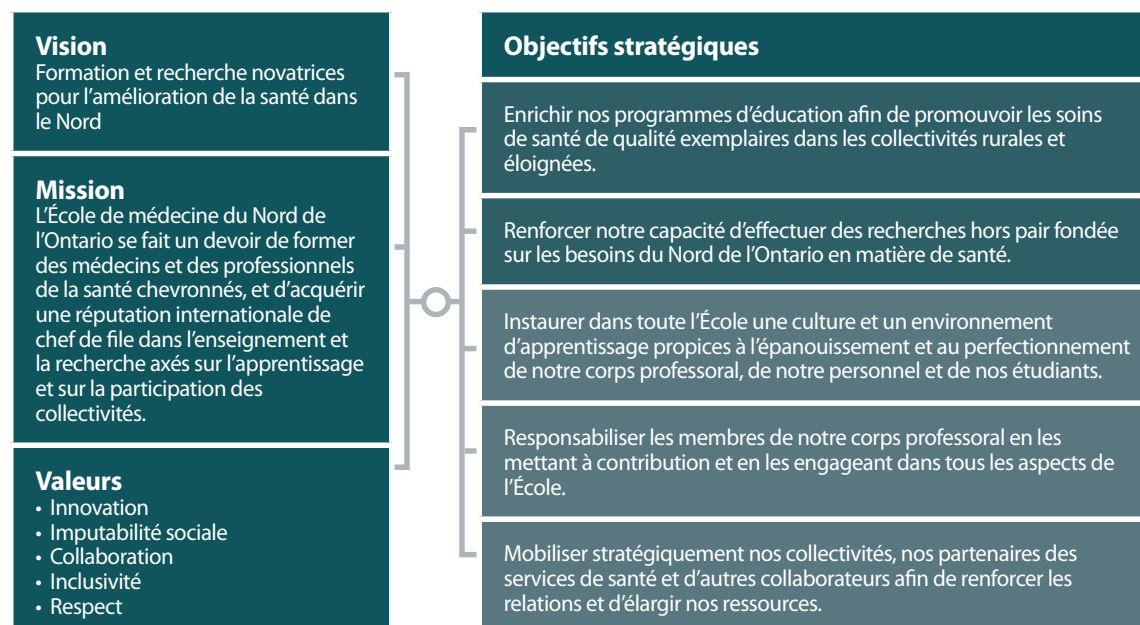 Vision
Formation et recherche novatrices
pour l'amélioration de la santé dans
le Nord
Mission
L'École de médecine du Nord de
l'Ontario se fait un devoir de former
des médecins et des professionnels
de la santé chevronnés, et d'acquérir
une réputation internationale de
chef de file dans l'enseignement et
la recherche axés sur l'apprentissage
et sur la participation des
collectivités.
Valeurs
• Innovation
• Imputabilité sociale
• Collaboration
• Inclusivité
• Respect
Objectifs stratégiques
Enrichir nos programmes d'éducation afin de promouvoir les soins
de santé de qualité exemplaires dans les collectivités rurales et
éloignées.
Renforcer notre capacité d'effectuer des recherches hors pair fondée
sur les besoins du Nord de l'Ontario en matière de santé.
Instaurer dans toute l'École une culture et un environnement
d'apprentissage propices à l'épanouissement et au perfectionnement
de notre corps professoral, de notre personnel et de nos étudiants.
Responsabiliser les membres de notre corps professoral en les
mettant à contribution et en les engageant dans tous les aspects de
l'École.
Mobiliser stratégiquement nos collectivités, nos partenaires des
services de santé et d'autres collaborateurs afin de renforcer les
relations et d'élargir nos ressources.